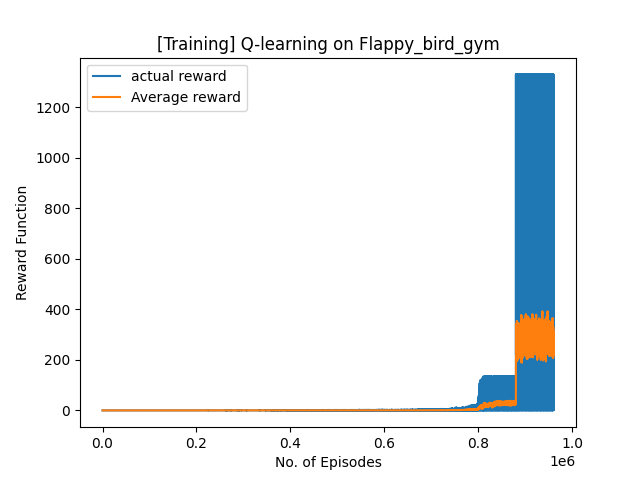 [Training] Q-learning on Flappy_bird_gym
actual reward
Average reward
1200
1000
800
600
400
200
0
Reward Function
0.0 0.2 0.4 0.6 0.8 1.0
1e6
No. of Episodes